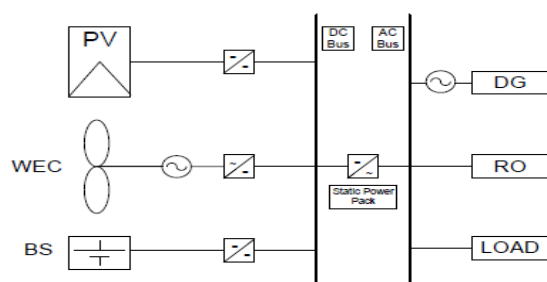 PV
DC
Bus
AC
Bus
DG
WEC
RO
Static Power
Pack
BS
LOAD